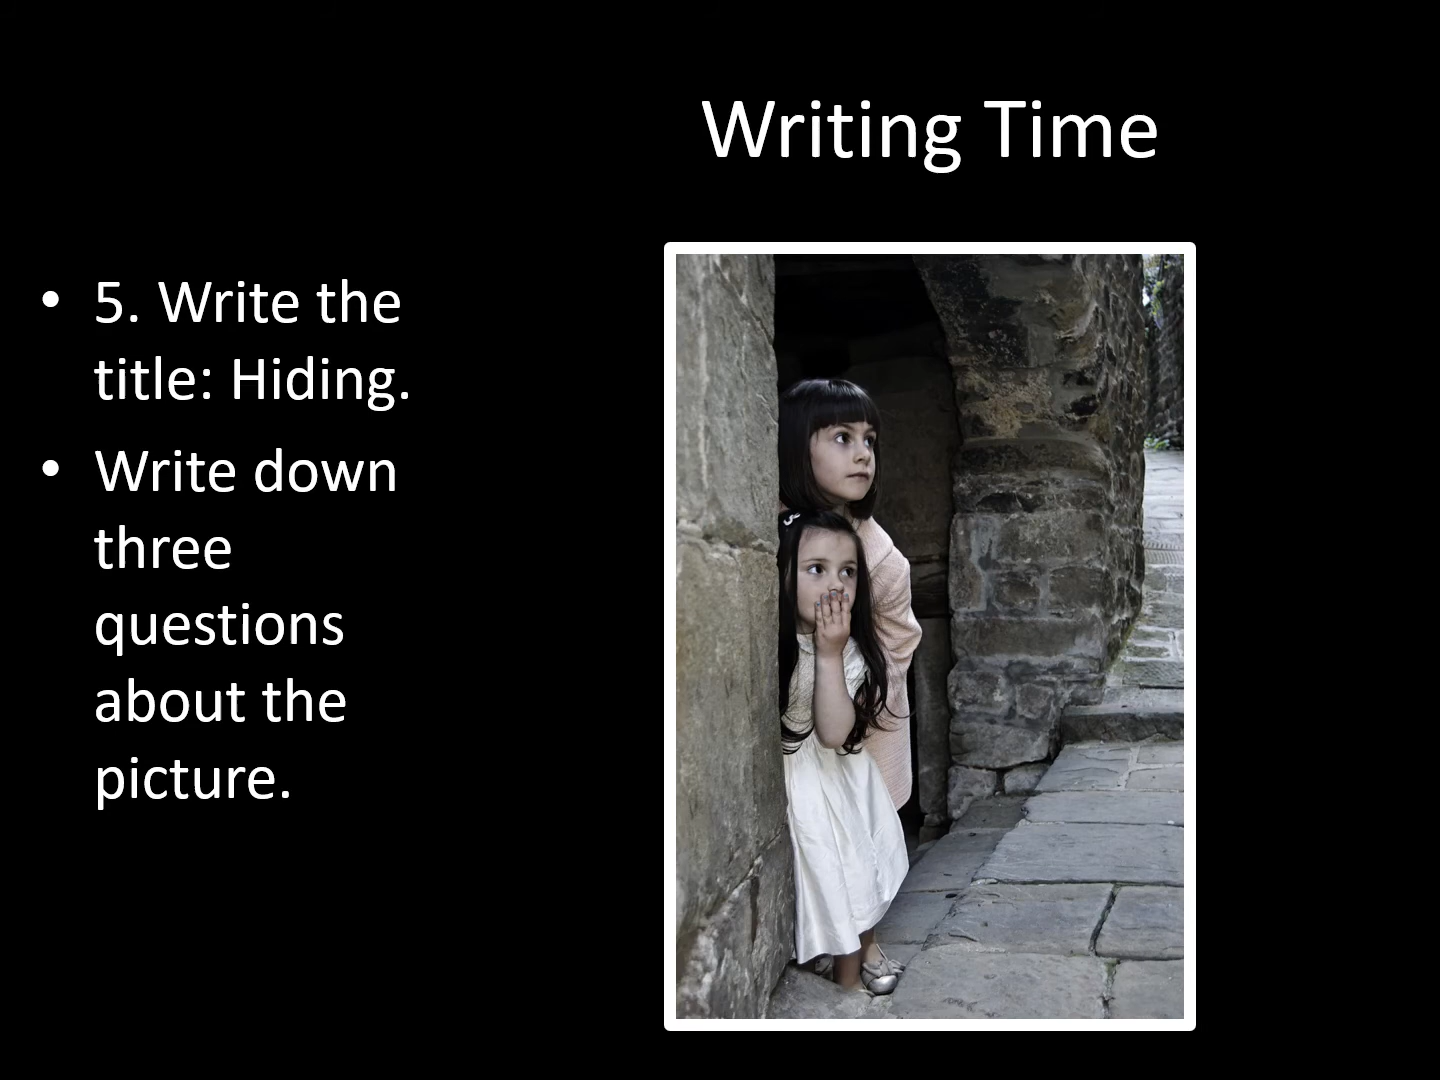 Writing Time
• 5. Write the
title: Hiding.
• Write down
three
questions
about the
picture.